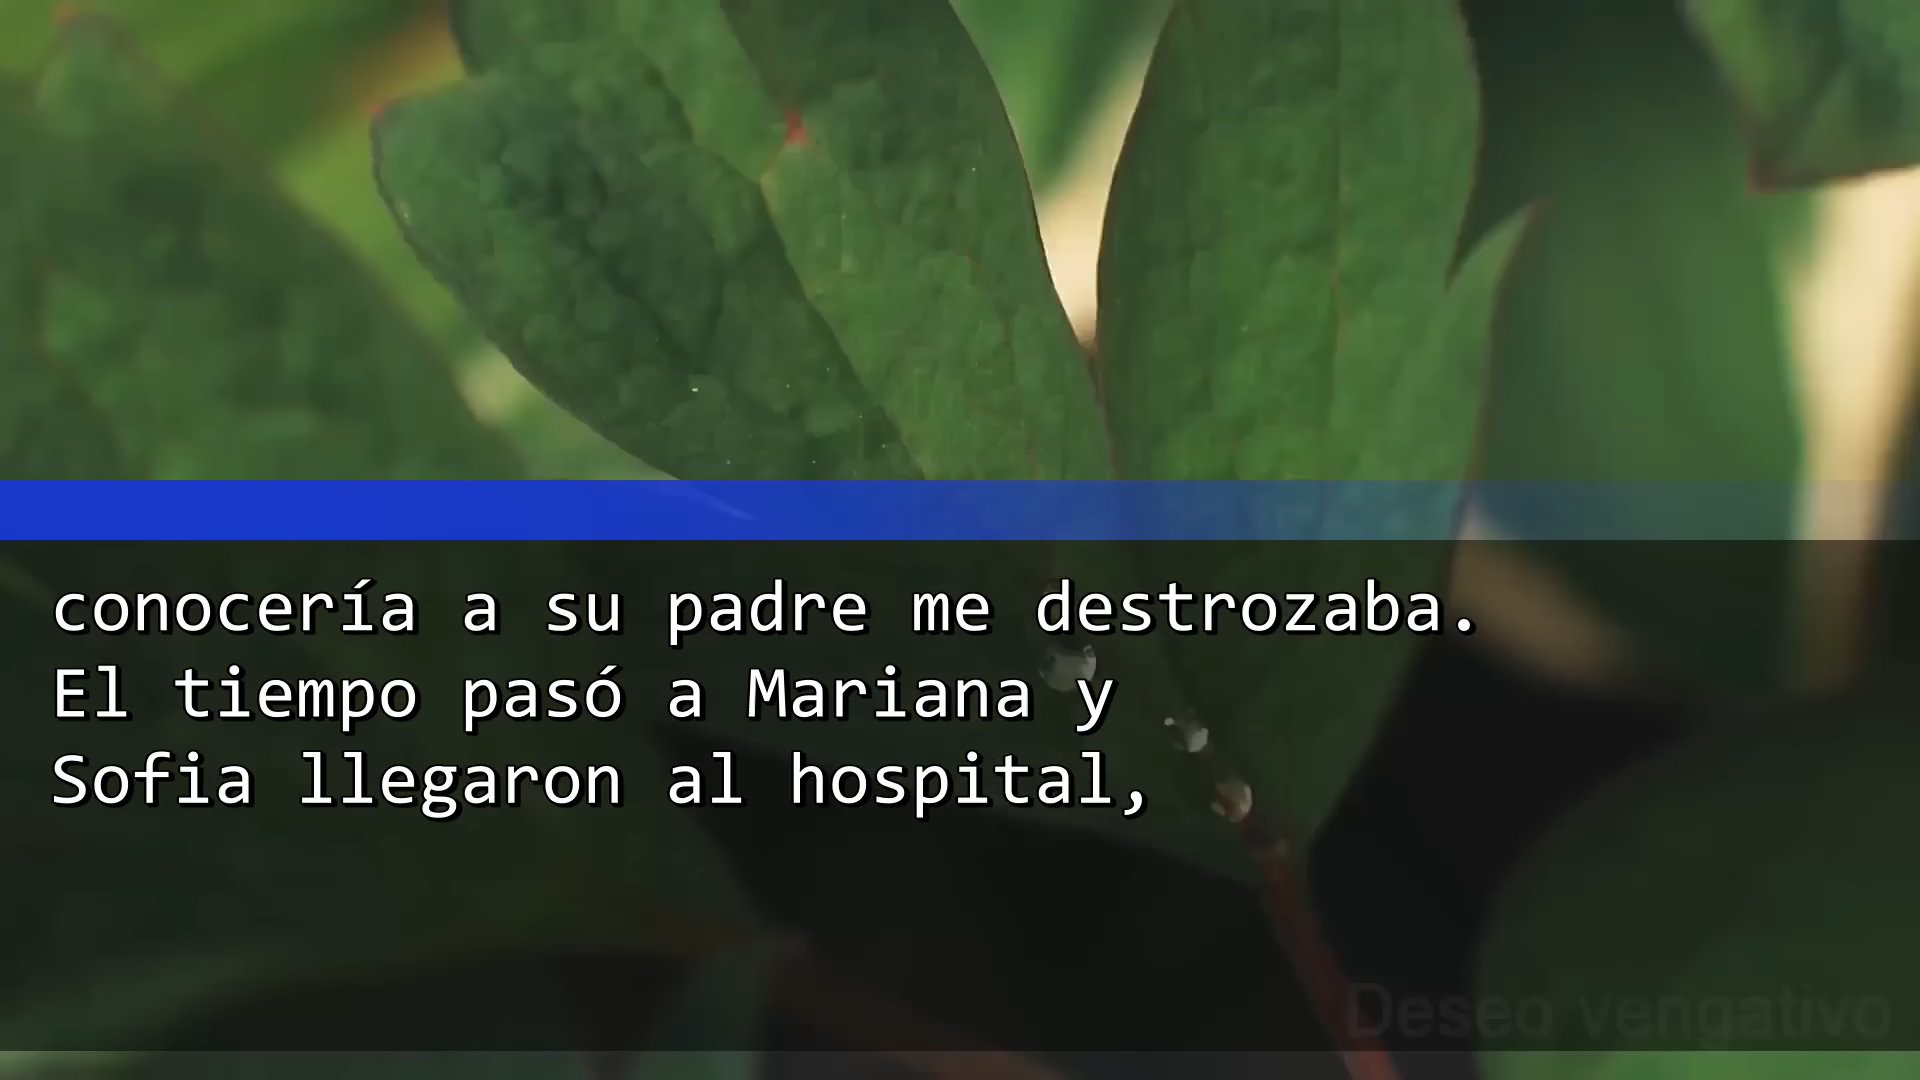 conocería a su padre me destrozaba.
El tiempo pasó a Mariana y
Sofia llegaron al hospital,
Deseo vengativo